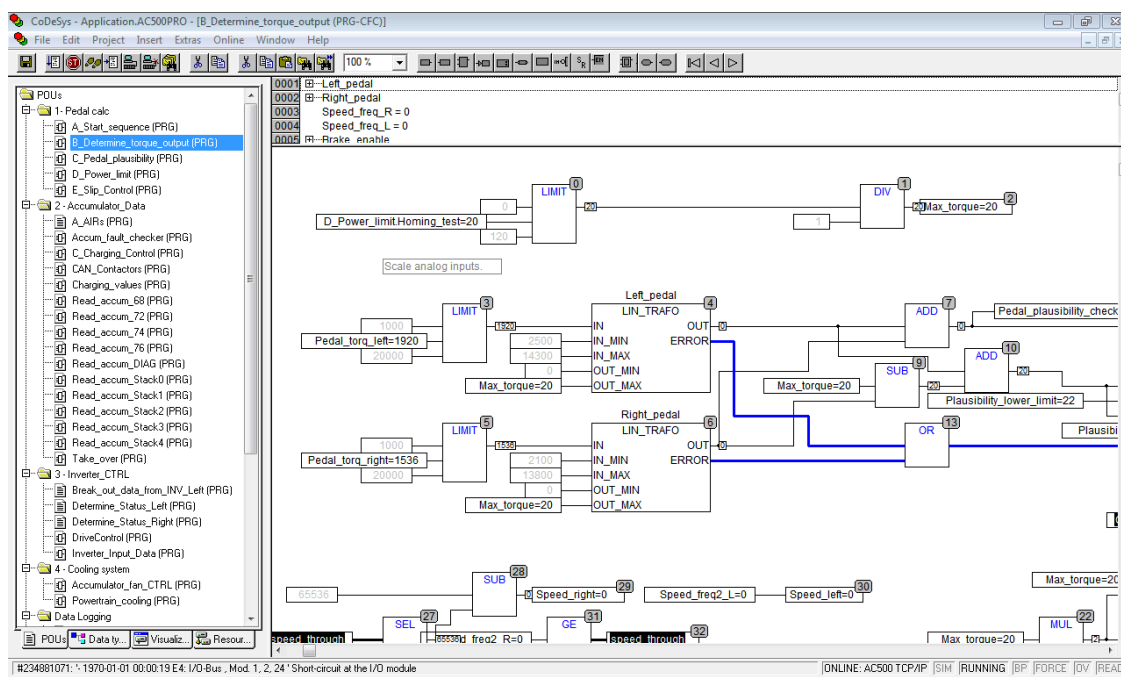 CoDeSys - Application.AC500PRO - [B_Determine_torque_output (PRG-CFC)]
File Edit Project Insert Extras Online Window Help
100 %
POUs
1- Pedal calc
A_Start_sequence (PRG)
B_Determine_torque_output (PRG)
C_Pedal_plausibility (PRG)
D_Power_limit (PRG)
E_Slip_Control (PRG)
2 - Accumulator_Data
A_AIRs (PRG)
Accum_fault_checker (PRG)
C_Charging_Control (PRG)
CAN_Contactors (PRG)
Charging_values (PRG)
Read_accum_68 (PRG)
Read_accum_72 (PRG)
Read_accum_74 (PRG)
Read_accum_76 (PRG)
Read_accum_DIAG (PRG)
Read_accum_Stack0 (PRG)
Read_accum_Stack1 (PRG)
Read_accum_Stack2 (PRG)
Read_accum_Stack3 (PRG)
Read_accum_Stack4 (PRG)
Take_over (PRG)
3 - Inverter_CTRL
Break_out_data_from_INV_Left (PRG)
Determine_Status_Left (PRG)
Determine_Status_Right (PRG)
DriveControl (PRG)
Inverter_Input_Data (PRG)
4 - Cooling system
Accumulator_fan_CTRL (PRG)
Powertrain_cooling (PRG)
Data Logging
POUs Data ty... Visualiz... Resour...
0001 Left_pedal
0002 Right_pedal
0003 Speed_freq_R = 0
0004 Speed_freq_L = 0
0005 Brake_enable
LIMIT 0
0
D_Power_limit.Homing_test=20
120
20
DIV 1
1
20
Max_torque=20 2
Scale analog inputs.
LIMIT 3
1000
Pedal_torq_left=1920
20000
1920
Left_pedal
LIN_TRAFO 4
IN OUT 0
2500 IN_MIN ERROR
14300 IN_MAX
0 OUT_MIN
Max_torque=20 OUT_MAX
ADD 7
0
Pedal_plausibility_check
SUB 9
Max_torque=20
20
ADD 10
20
Plausibility_lower_limit=22
LIMIT 5
1000
Pedal_torq_right=1536
20000
1536
Right_pedal
LIN_TRAFO 6
IN OUT 0
2100 IN_MIN ERROR
13800 IN_MAX
0 OUT_MIN
Max_torque=20 OUT_MAX
OR 13
Plausibi
65536
SUB 28
0 Speed_right=0 29
Speed_freq2_L=0
Speed_left=0 30
Max_torque=20
speed_through
SEL 27
65536
d_freq2_R=0
GE 31
speed_through 32
Max_torque=20
MUL 22
2
#234881071: '- 1970-01-01 00:00:19 E4: I/O-Bus , Mod. 1, 2, 24 ' Short-circuit at the I/O module
ONLINE: AC500 TCP/IP SIM RUNNING BP FORCE OV READ